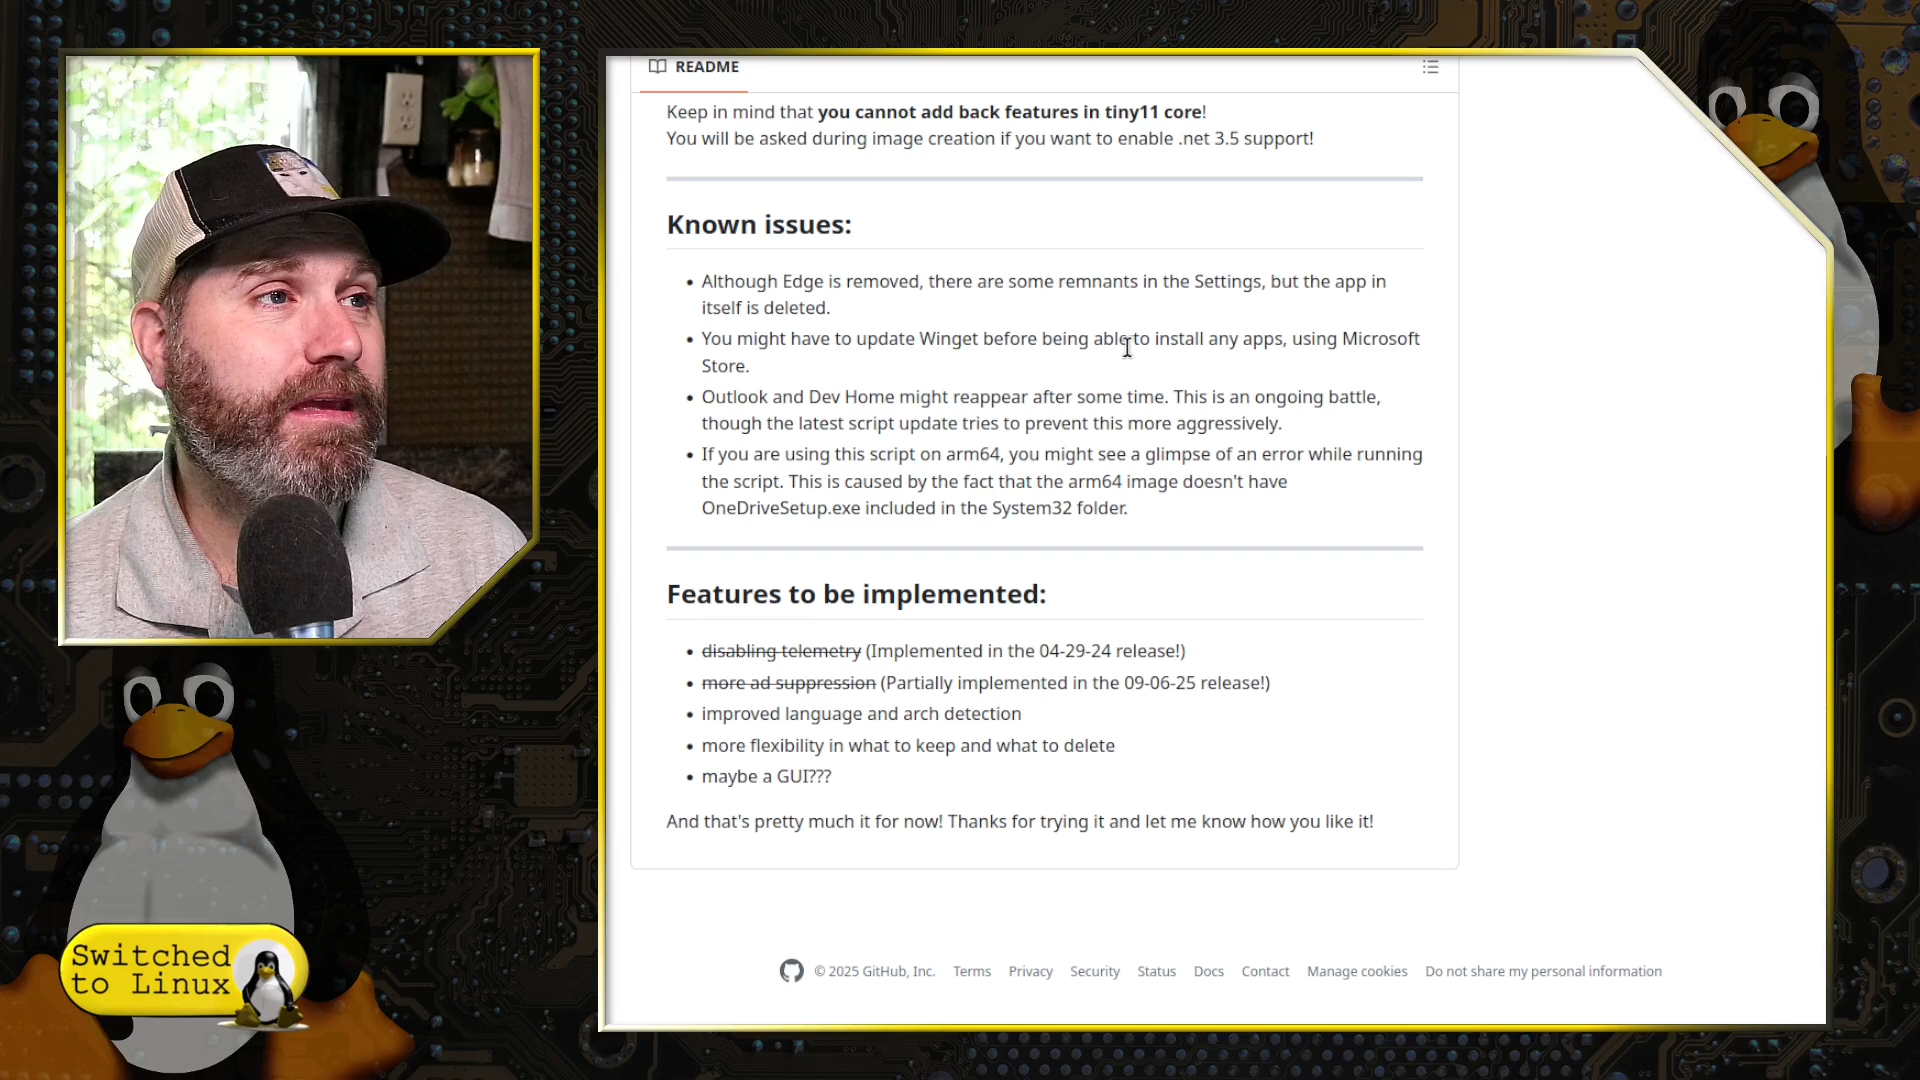 README
Keep in mind that you cannot add back features in tiny11 core!
You will be asked during image creation if you want to enable .net 3.5 support!
Known issues:
• Although Edge is removed, there are some remnants in the Settings, but the app in
itself is deleted.
• You might have to update Winget before being able to install any apps, using Microsoft
Store.
• Outlook and Dev Home might reappear after some time. This is an ongoing battle,
though the latest script update tries to prevent this more aggressively.
• If you are using this script on arm64, you might see a glimpse of an error while running
the script. This is caused by the fact that the arm64 image doesn't have
OneDriveSetup.exe included in the System32 folder.
Features to be implemented:
• disabling telemetry (Implemented in the 04-29-24 release!)
• more ad suppression (Partially implemented in the 09-06-25 release!)
• improved language and arch detection
• more flexibility in what to keep and what to delete
• maybe a GUI???
And that's pretty much it for now! Thanks for trying it and let me know how you like it!
© 2025 GitHub, Inc. Terms Privacy Security Status Docs Contact Manage cookies Do not share my personal information
Switched
to Linux